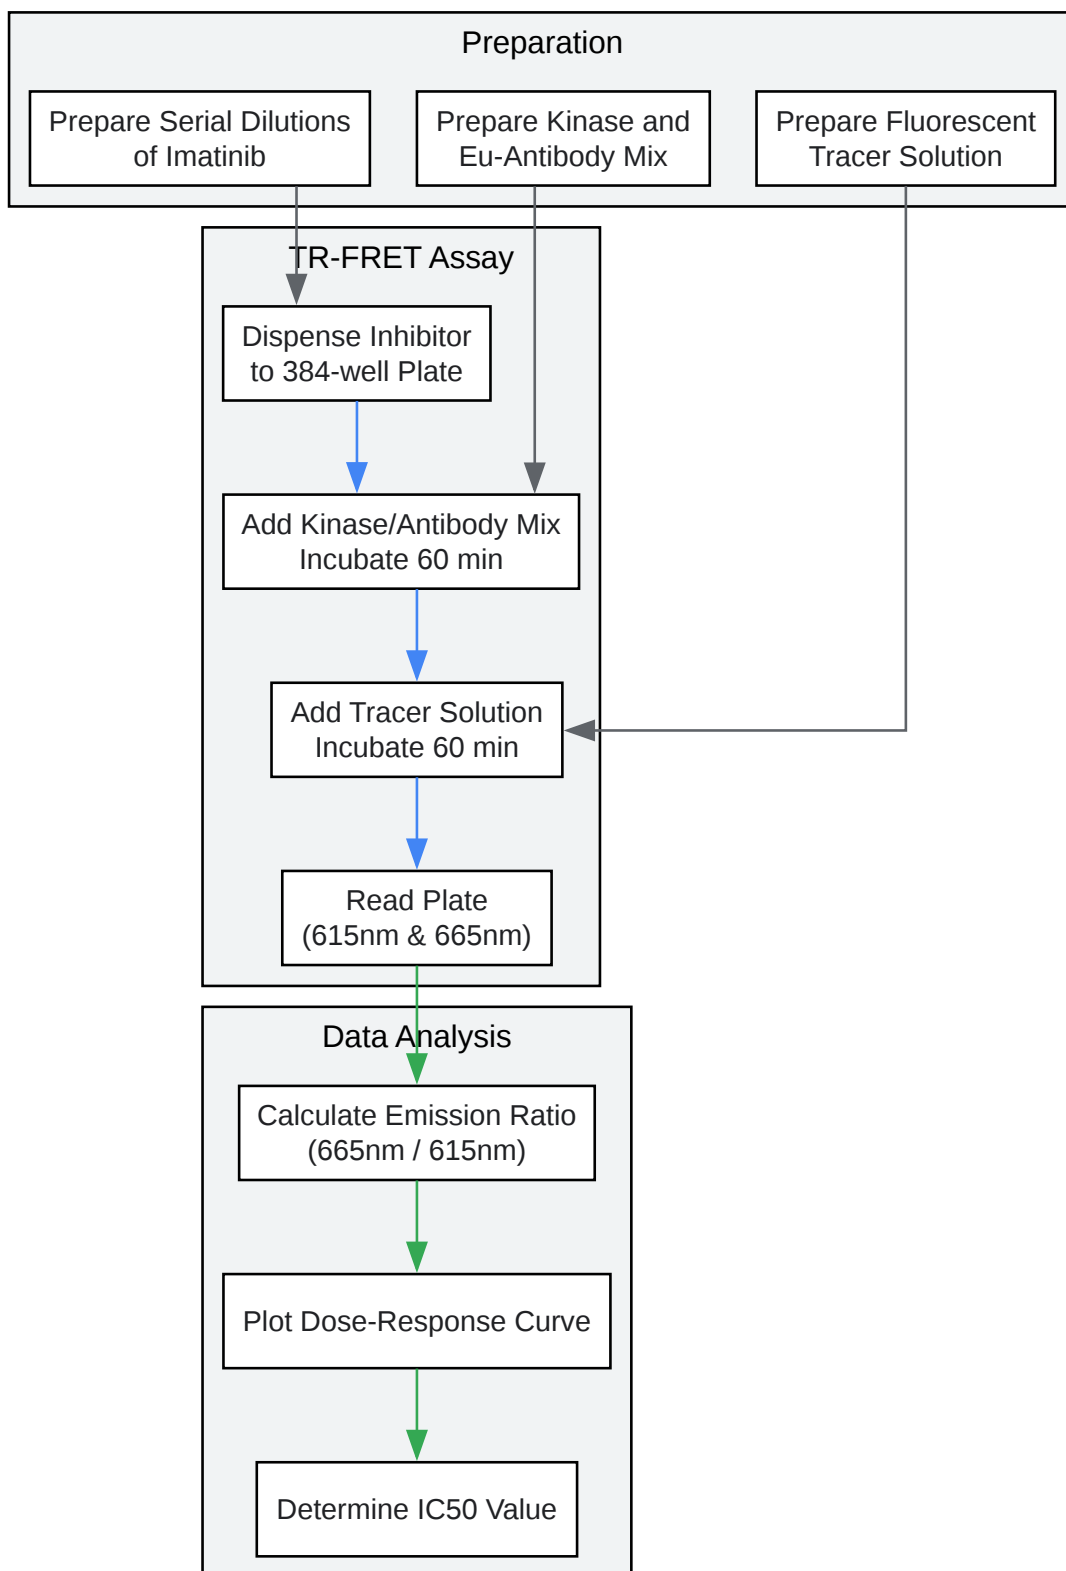 Preparation
Prepare Serial Dilutions
of Imatinib
Prepare Kinase and
Eu-Antibody Mix
Prepare Fluorescent
Tracer Solution
TR-FRET Assay
Dispense Inhibitor
to 384-well Plate
Add Kinase/Antibody Mix
Incubate 60 min
Add Tracer Solution
Incubate 60 min
Read Plate
(615nm & 665nm)
Data Analysis
Calculate Emission Ratio
(665nm / 615nm)
Plot Dose-Response Curve
Determine IC50 Value